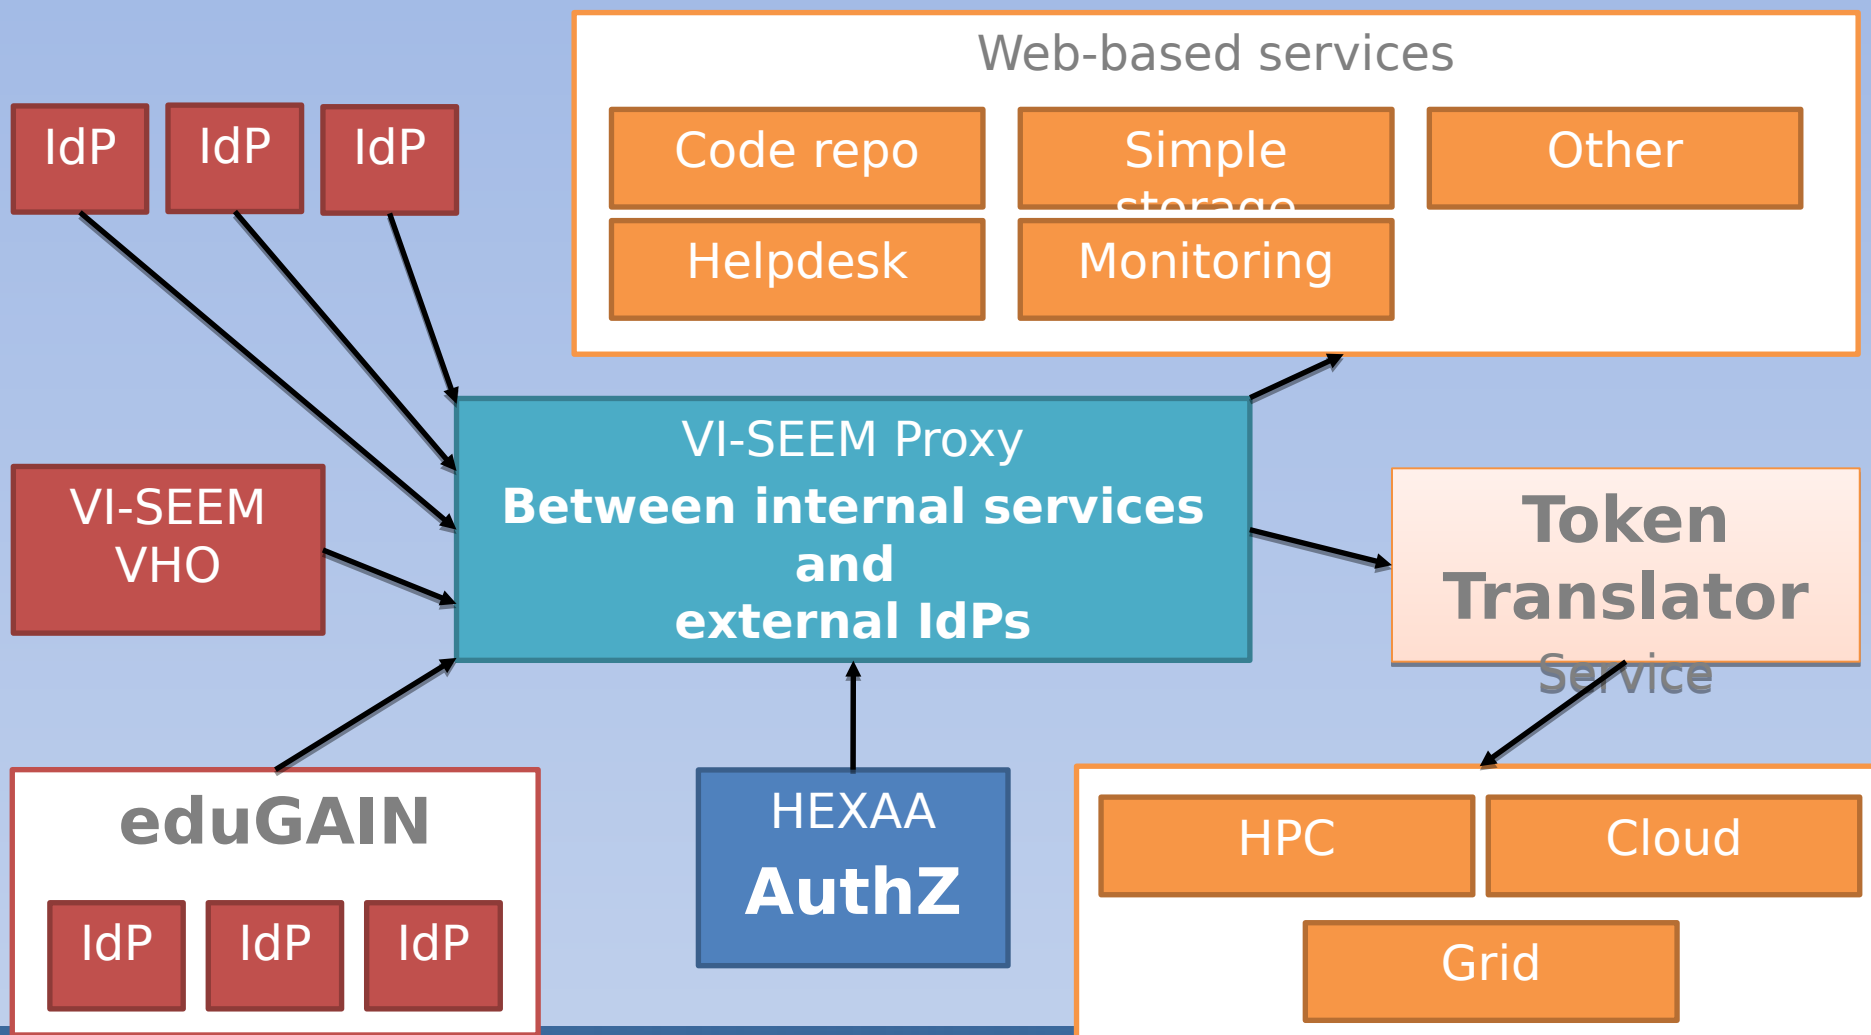 Web-based services
IdP
IdP
IdP
Code repo
Simple
storage
Other
Helpdesk
Monitoring
VI-SEEM Proxy
Between internal services
and
external IdPs
VI-SEEM
VHO
Token
Translator
Service
eduGAIN
IdP
IdP
IdP
HEXAA
AuthZ
HPC
Cloud
Grid